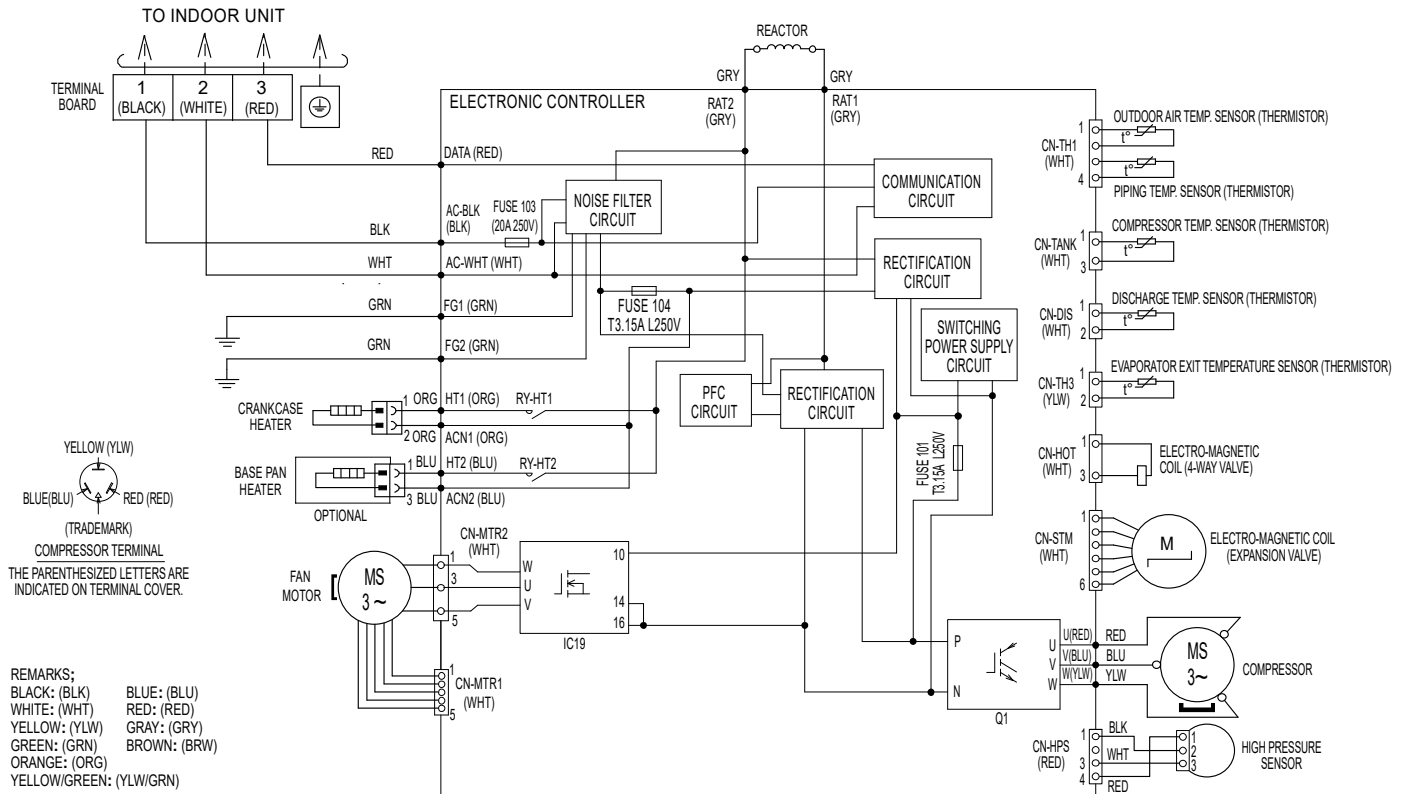 TO INDOOR UNIT
TERMINAL
BOARD
1
(BLACK)
2
(WHITE)
3
(RED)
REACTOR
GRY
GRY
RAT2
(GRY)
RAT1
(GRY)
ELECTRONIC CONTROLLER
RED
DATA (RED)
BLK
AC-BLK
(BLK)
FUSE 103
(20A 250V)
WHT
AC-WHT (WHT)
GRN
FG1 (GRN)
GRN
FG2 (GRN)
NOISE FILTER
CIRCUIT
COMMUNICATION
CIRCUIT
RECTIFICATION
CIRCUIT
FUSE 104
T3.15A L250V
SWITCHING
POWER SUPPLY
CIRCUIT
PFC
CIRCUIT
RECTIFICATION
CIRCUIT
FUSE 101
T3.15A L250V
CRANKCASE
HEATER
1
ORG
HT1 (ORG)
RY-HT1
2
ORG
ACN1 (ORG)
BASE PAN
HEATER
1
BLU
HT2 (BLU)
RY-HT2
3
BLU
ACN2 (BLU)
OPTIONAL
YELLOW (YLW)
BLUE(BLU)
RED (RED)
(TRADEMARK)
COMPRESSOR TERMINAL
THE PARENTHESIZED LETTERS ARE
INDICATED ON TERMINAL COVER.
FAN
MOTOR
MS
3 ~
CN-MTR2
(WHT)
1
3
5
W
U
V
10
14
16
IC19
1
CN-MTR1
(WHT)
5
CN-TH1
(WHT)
1
4
OUTDOOR AIR TEMP. SENSOR (THERMISTOR)
t°
t°
PIPING TEMP. SENSOR (THERMISTOR)
CN-TANK
(WHT)
1
3
COMPRESSOR TEMP. SENSOR (THERMISTOR)
t°
CN-DIS
(WHT)
1
2
DISCHARGE TEMP. SENSOR (THERMISTOR)
t°
CN-TH3
(YLW)
1
2
EVAPORATOR EXIT TEMPERATURE SENSOR (THERMISTOR)
t°
CN-HOT
(WHT)
1
3
ELECTRO-MAGNETIC
COIL (4-WAY VALVE)
CN-STM
(WHT)
1
6
M
ELECTRO-MAGNETIC COIL
(EXPANSION VALVE)
P
N
U
V
W
Q1
U(RED)
V(BLU)
W(YLW)
RED
BLU
YLW
MS
3~
COMPRESSOR
CN-HPS
(RED)
1
3
4
BLK
WHT
RED
1
2
3
HIGH PRESSURE
SENSOR
REMARKS;
BLACK: (BLK) BLUE: (BLU)
WHITE: (WHT) RED: (RED)
YELLOW: (YLW) GRAY: (GRY)
GREEN: (GRN) BROWN: (BRW)
ORANGE: (ORG)
YELLOW/GREEN: (YLW/GRN)